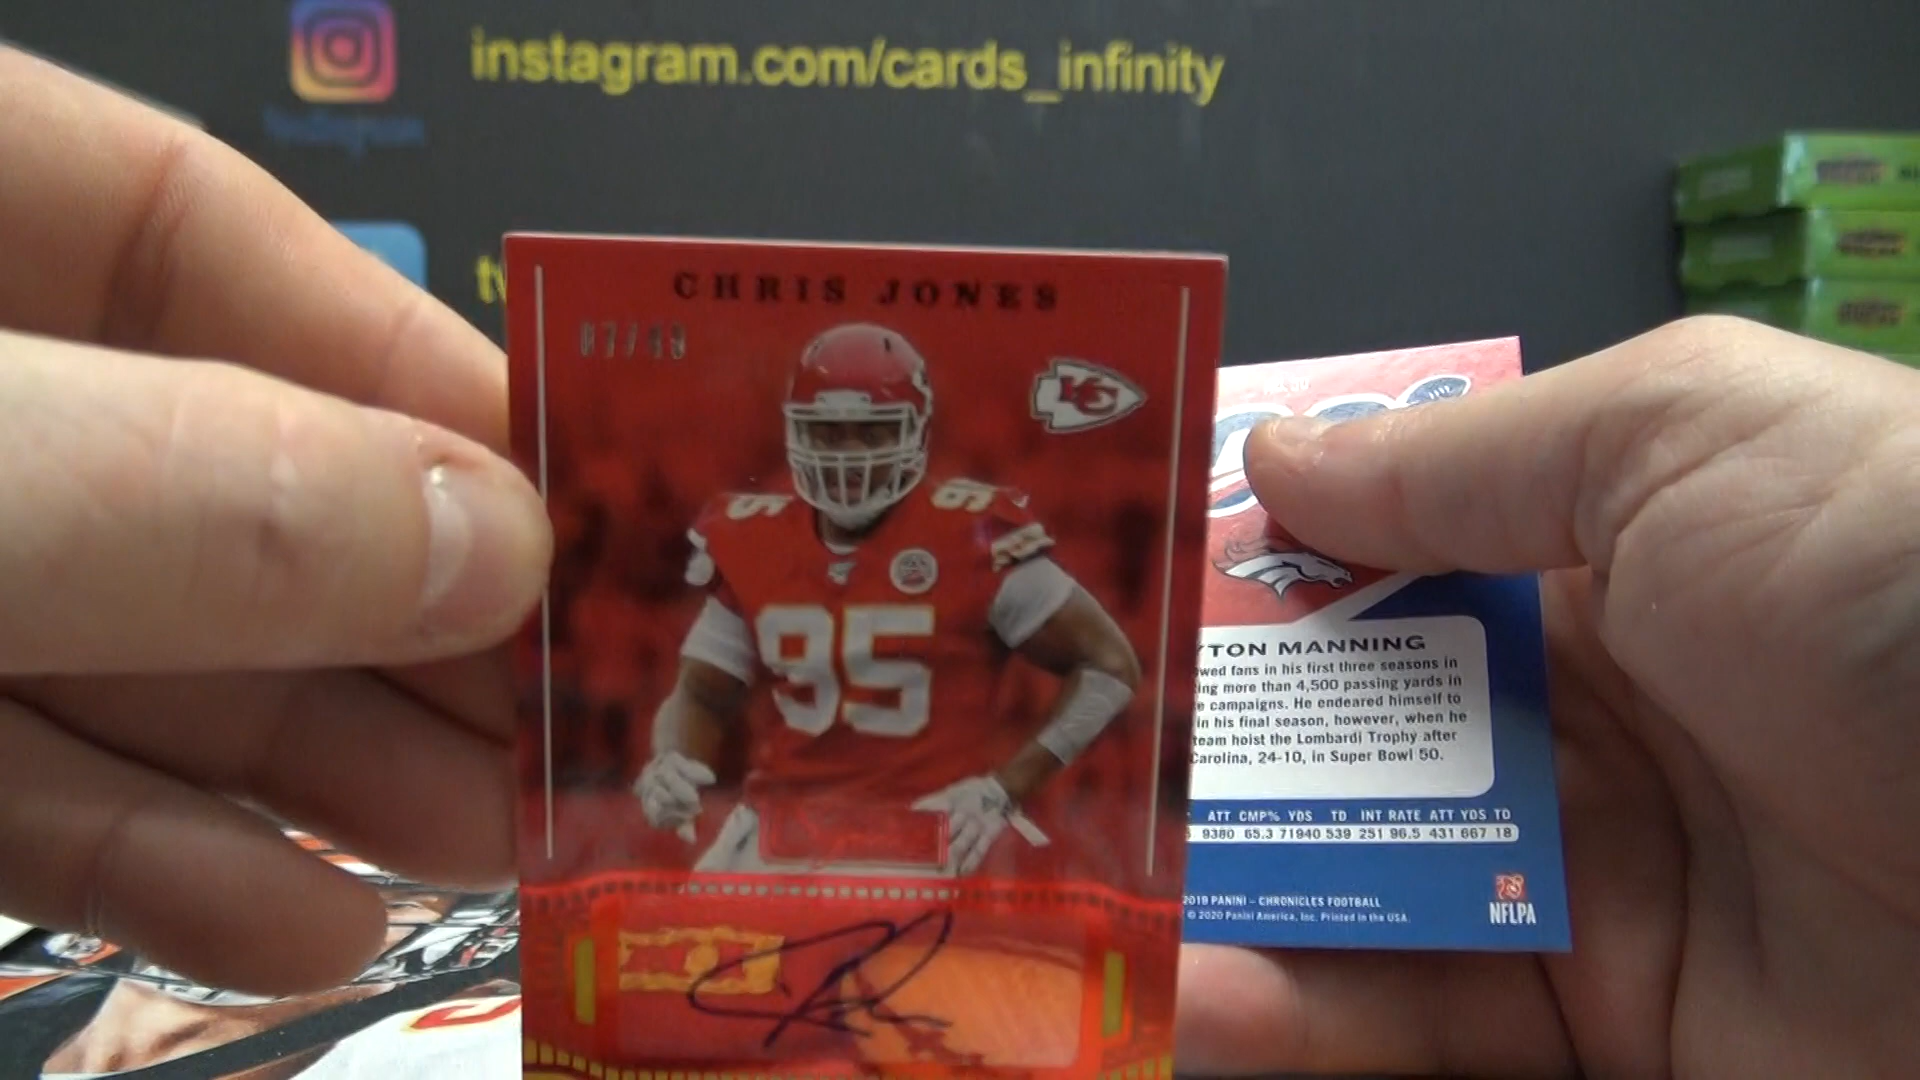 instagram.com/cards_infinity
CHRIS JONES
95
95
95
KC
YTON MANNING
wed fans in his first three seasons in
ing more than 4,500 passing yards in
e campaigns. He endeared himself to
in his final season, however, when he
team hoist the Lombardi Trophy after
Carolina, 24-10, in Super Bowl 50.
ATT CMP% YDS TD INT RATE ATT YDS TD
9380 65.3 71940 539 251 96.5 431 667 18
2019 PANINI – CHRONICLES FOOTBALL
© 2020 Panini America, Inc. Printed in the USA.
NFLPA